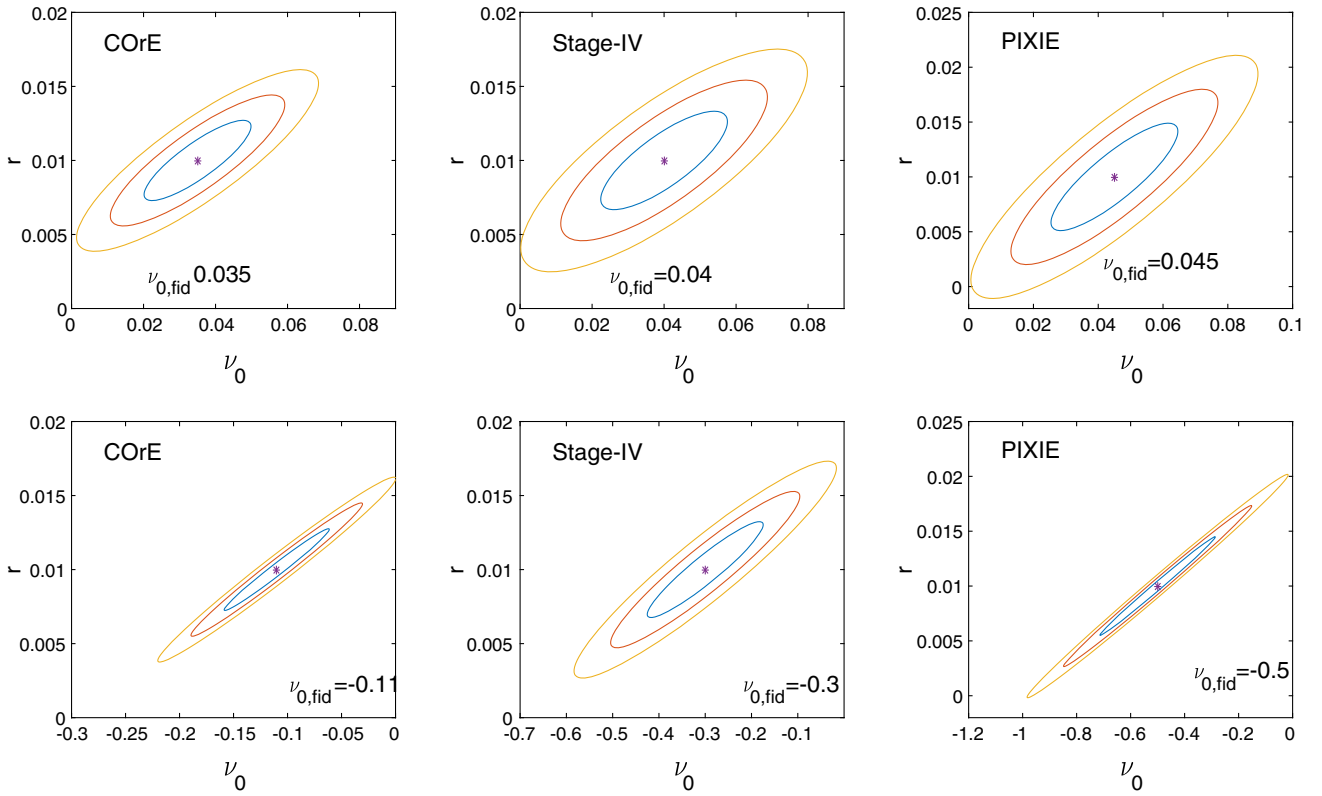 COrE
Stage-IV
PIXIE
r
0.02
0.015
0.01
0.005
0
0.02
0.015
0.01
0.005
0
0.025
0.02
0.015
0.01
0.005
0
ν0,fid 0.035
ν0,fid=0.04
ν0,fid=0.045
0 0.02 0.04 0.06 0.08
0 0.02 0.04 0.06 0.08
0 0.02 0.04 0.06 0.08 0.1
ν0
ν0
ν0
COrE
Stage-IV
PIXIE
r
0.02
0.015
0.01
0.005
0
r
0.02
0.015
0.01
0.005
0
r
0.025
0.02
0.015
0.01
0.005
0
ν0,fid=-0.11
ν0,fid=-0.3
ν0,fid=-0.5
-0.3 -0.25 -0.2 -0.15 -0.1 -0.05 0
-0.7 -0.6 -0.5 -0.4 -0.3 -0.2 -0.1
-1.2 -1 -0.8 -0.6 -0.4 -0.2 0
ν0
ν0
ν0